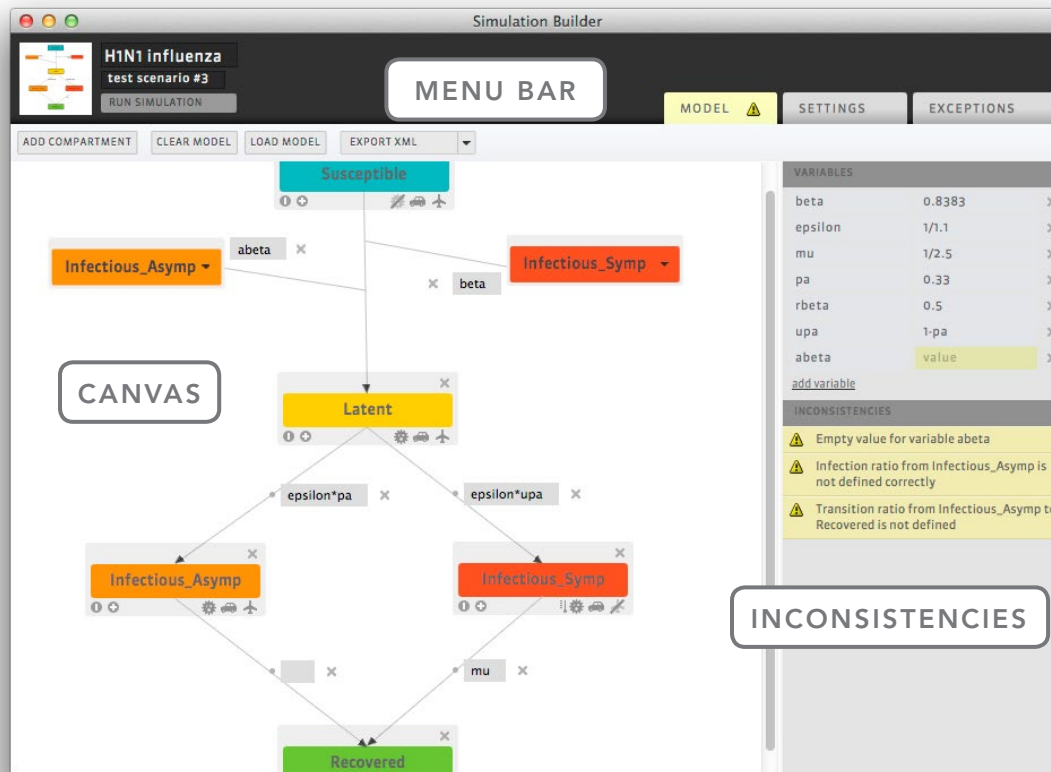 Simulation Builder
H1N1 influenza
test scenario #3
RUN SIMULATION
MENU BAR
MODEL
SETTINGS
EXCEPTIONS
ADD COMPARTMENT
CLEAR MODEL
LOAD MODEL
EXPORT XML
Susceptible
abeta
Infectious_Asymp
Infectious_Symp
beta
CANVAS
Latent
epsilon*pa
epsilon*upa
Infectious_Asymp
Infectious_Symp
mu
Recovered
VARIABLES
beta 0.8383
epsilon 1/1.1
mu 1/2.5
pa 0.33
rbeta 0.5
upa 1-pa
abeta value
add variable
INCONSISTENCIES
Empty value for variable abeta
Infection ratio from Infectious_Asymp is
not defined correctly
Transition ratio from Infectious_Asymp to
Recovered is not defined
INCONSISTENCIES